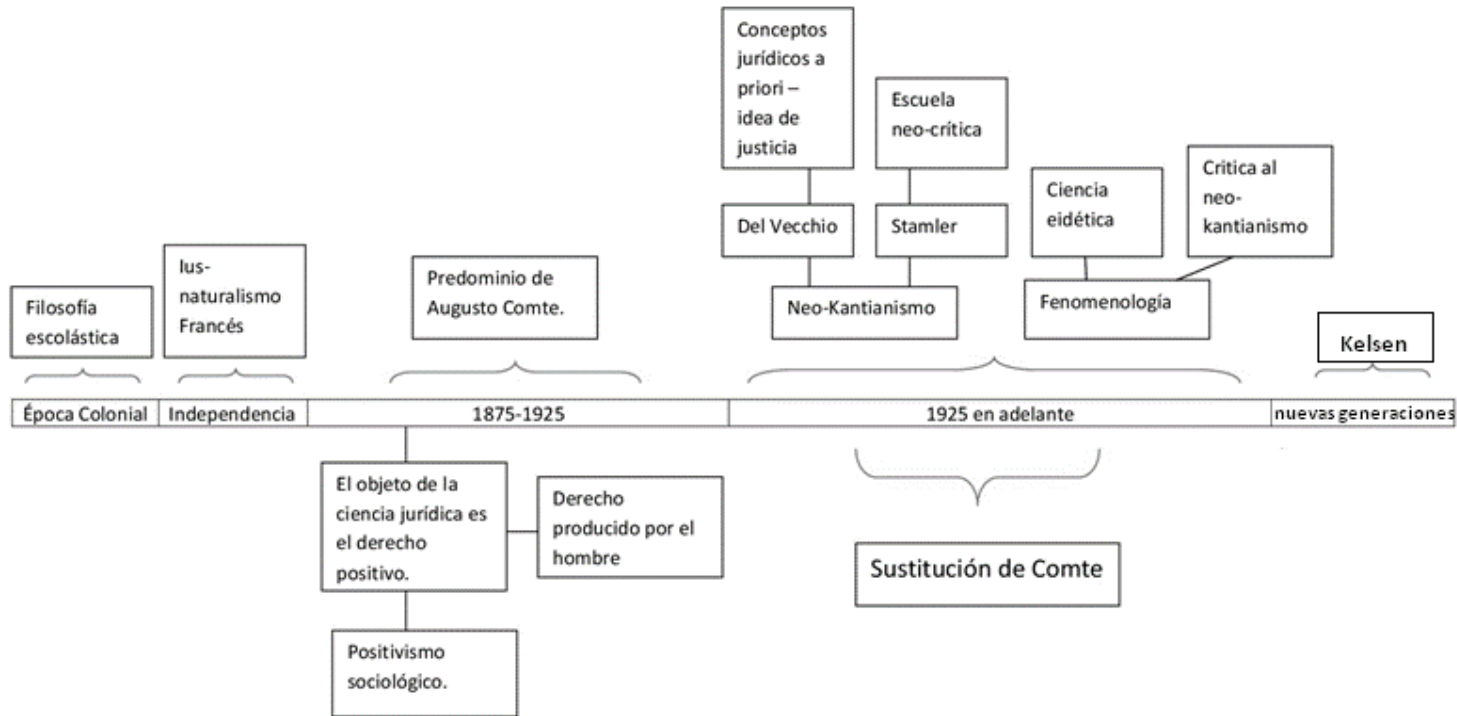 Conceptos
jurídicos a
priori –
idea de
justicia
Escuela
neo-crítica
Ciencia
eidética
Critica al
neo-
kantianismo
Del Vecchio
Stamler
Neo-Kantianismo
Fenomenología
Filosofía
escolástica
Ius-
naturalismo
Francés
Predominio de
Augusto Comte.
Kelsen
Época Colonial
Independencia
1875-1925
1925 en adelante
nuevas generaciones
El objeto de la
ciencia jurídica es
el derecho
positivo.
Derecho
producido por el
hombre
Positivismo
sociológico.
Sustitución de Comte